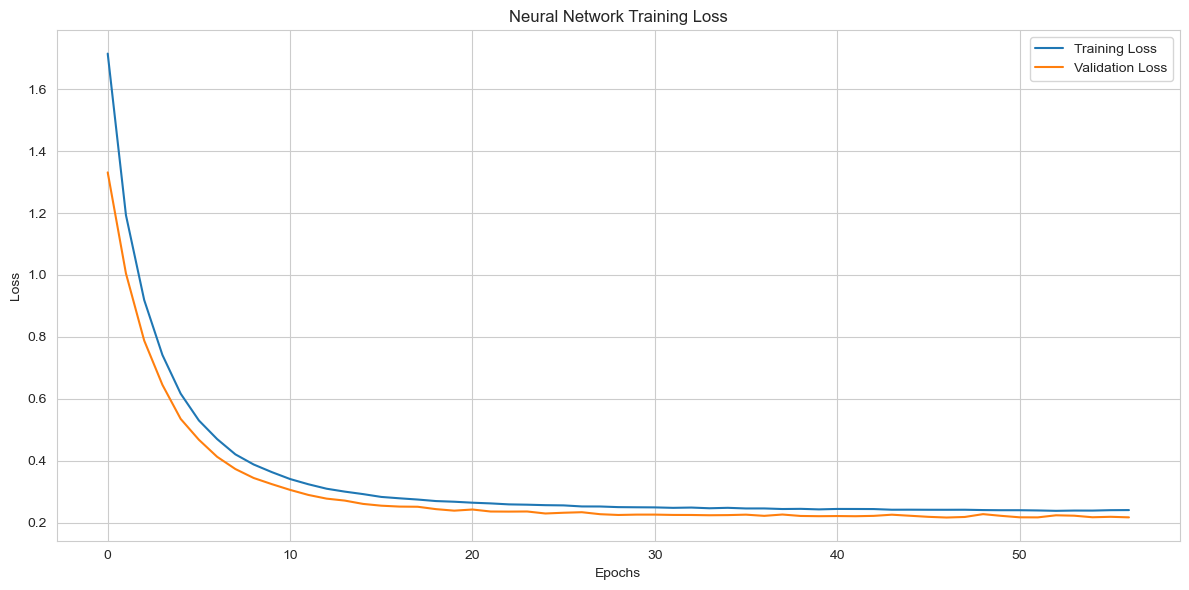 Neural Network Training Loss
Training Loss
Validation Loss
1.6
1.4
1.2
1.0
0.8
0.6
0.4
0.2
Loss
0 10 20 30 40 50
Epochs